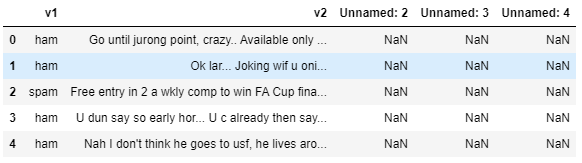 v1 v2 Unnamed: 2 Unnamed: 3 Unnamed: 4
0 ham Go until jurong point, crazy.. Available only ... NaN NaN NaN
1 ham Ok lar... Joking wif u oni... NaN NaN NaN
2 spam Free entry in 2 a wkly comp to win FA Cup fina... NaN NaN NaN
3 ham U dun say so early hor... U c already then say... NaN NaN NaN
4 ham Nah I don't think he goes to usf, he lives aro... NaN NaN NaN